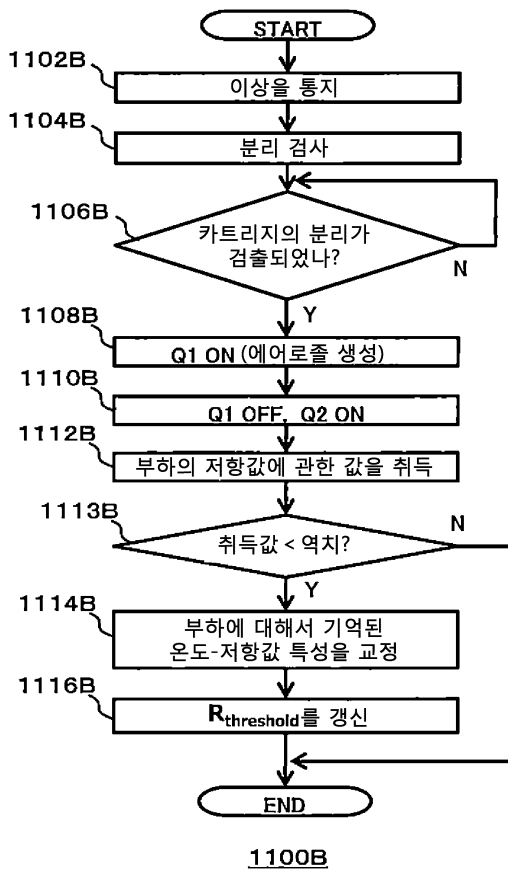 START
1102B
이상을 통지
1104B
분리 검사
1106B
카트리지의 분리가
검출되었나?
N
Y
1108B
Q1 ON (에어로졸 생성)
1110B
Q1 OFF, Q2 ON
1112B
부하의 저항값에 관한 값을 취득
1113B
N
취득값 < 역치?
Y
1114B
부하에 대해서 기억된
온도-저항값 특성을 교정
1116B
Rthreshold를 갱신
END
1100B